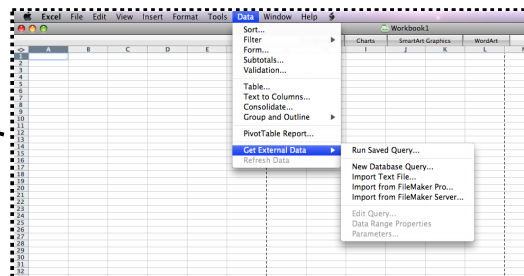 Excel File Edit View Insert Format Tools Data Window Help
Workbook1
Charts SmartArt Graphics WordArt
A B C D E I J K L
Sort...
Filter
Form...
Subtotals...
Validation...
Table...
Text to Columns...
Consolidate...
Group and Outline
PivotTable Report...
Get External Data
Refresh Data
Run Saved Query...
New Database Query...
Import Text File...
Import from FileMaker Pro...
Import from FileMaker Server...
Edit Query...
Data Range Properties
Parameters...
1
2
3
4
5
6
7
8
9
10
11
12
13
14
15
16
17
18
19
20
21
22
23
24
25
26
27
28
29
30
31
32